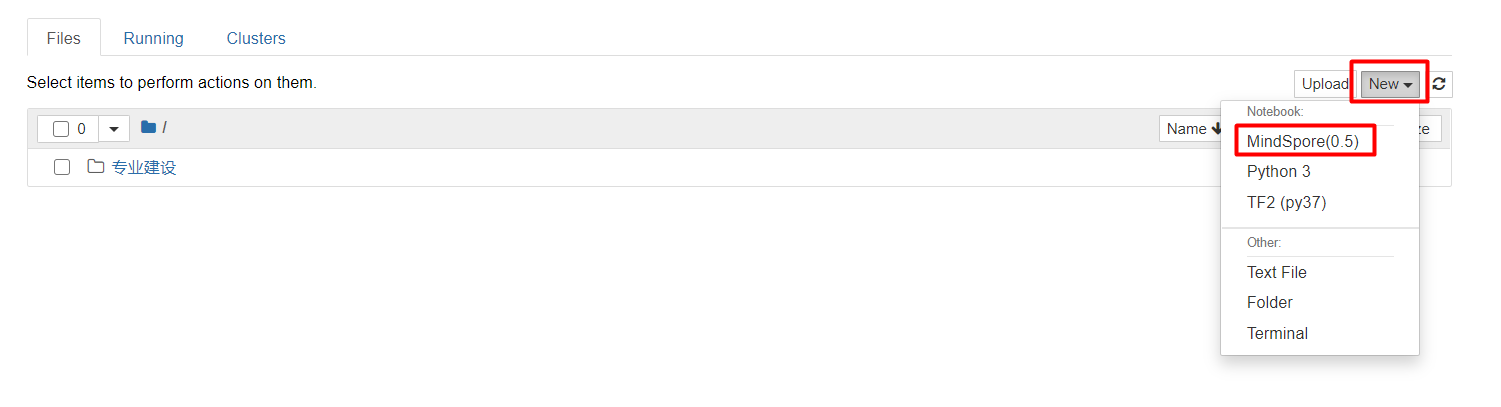 Files Running Clusters
Select items to perform actions on them.
Upload New
0 / Name ze
专业建设
Notebook:
MindSpore(0.5)
Python 3
TF2 (py37)
Other:
Text File
Folder
Terminal